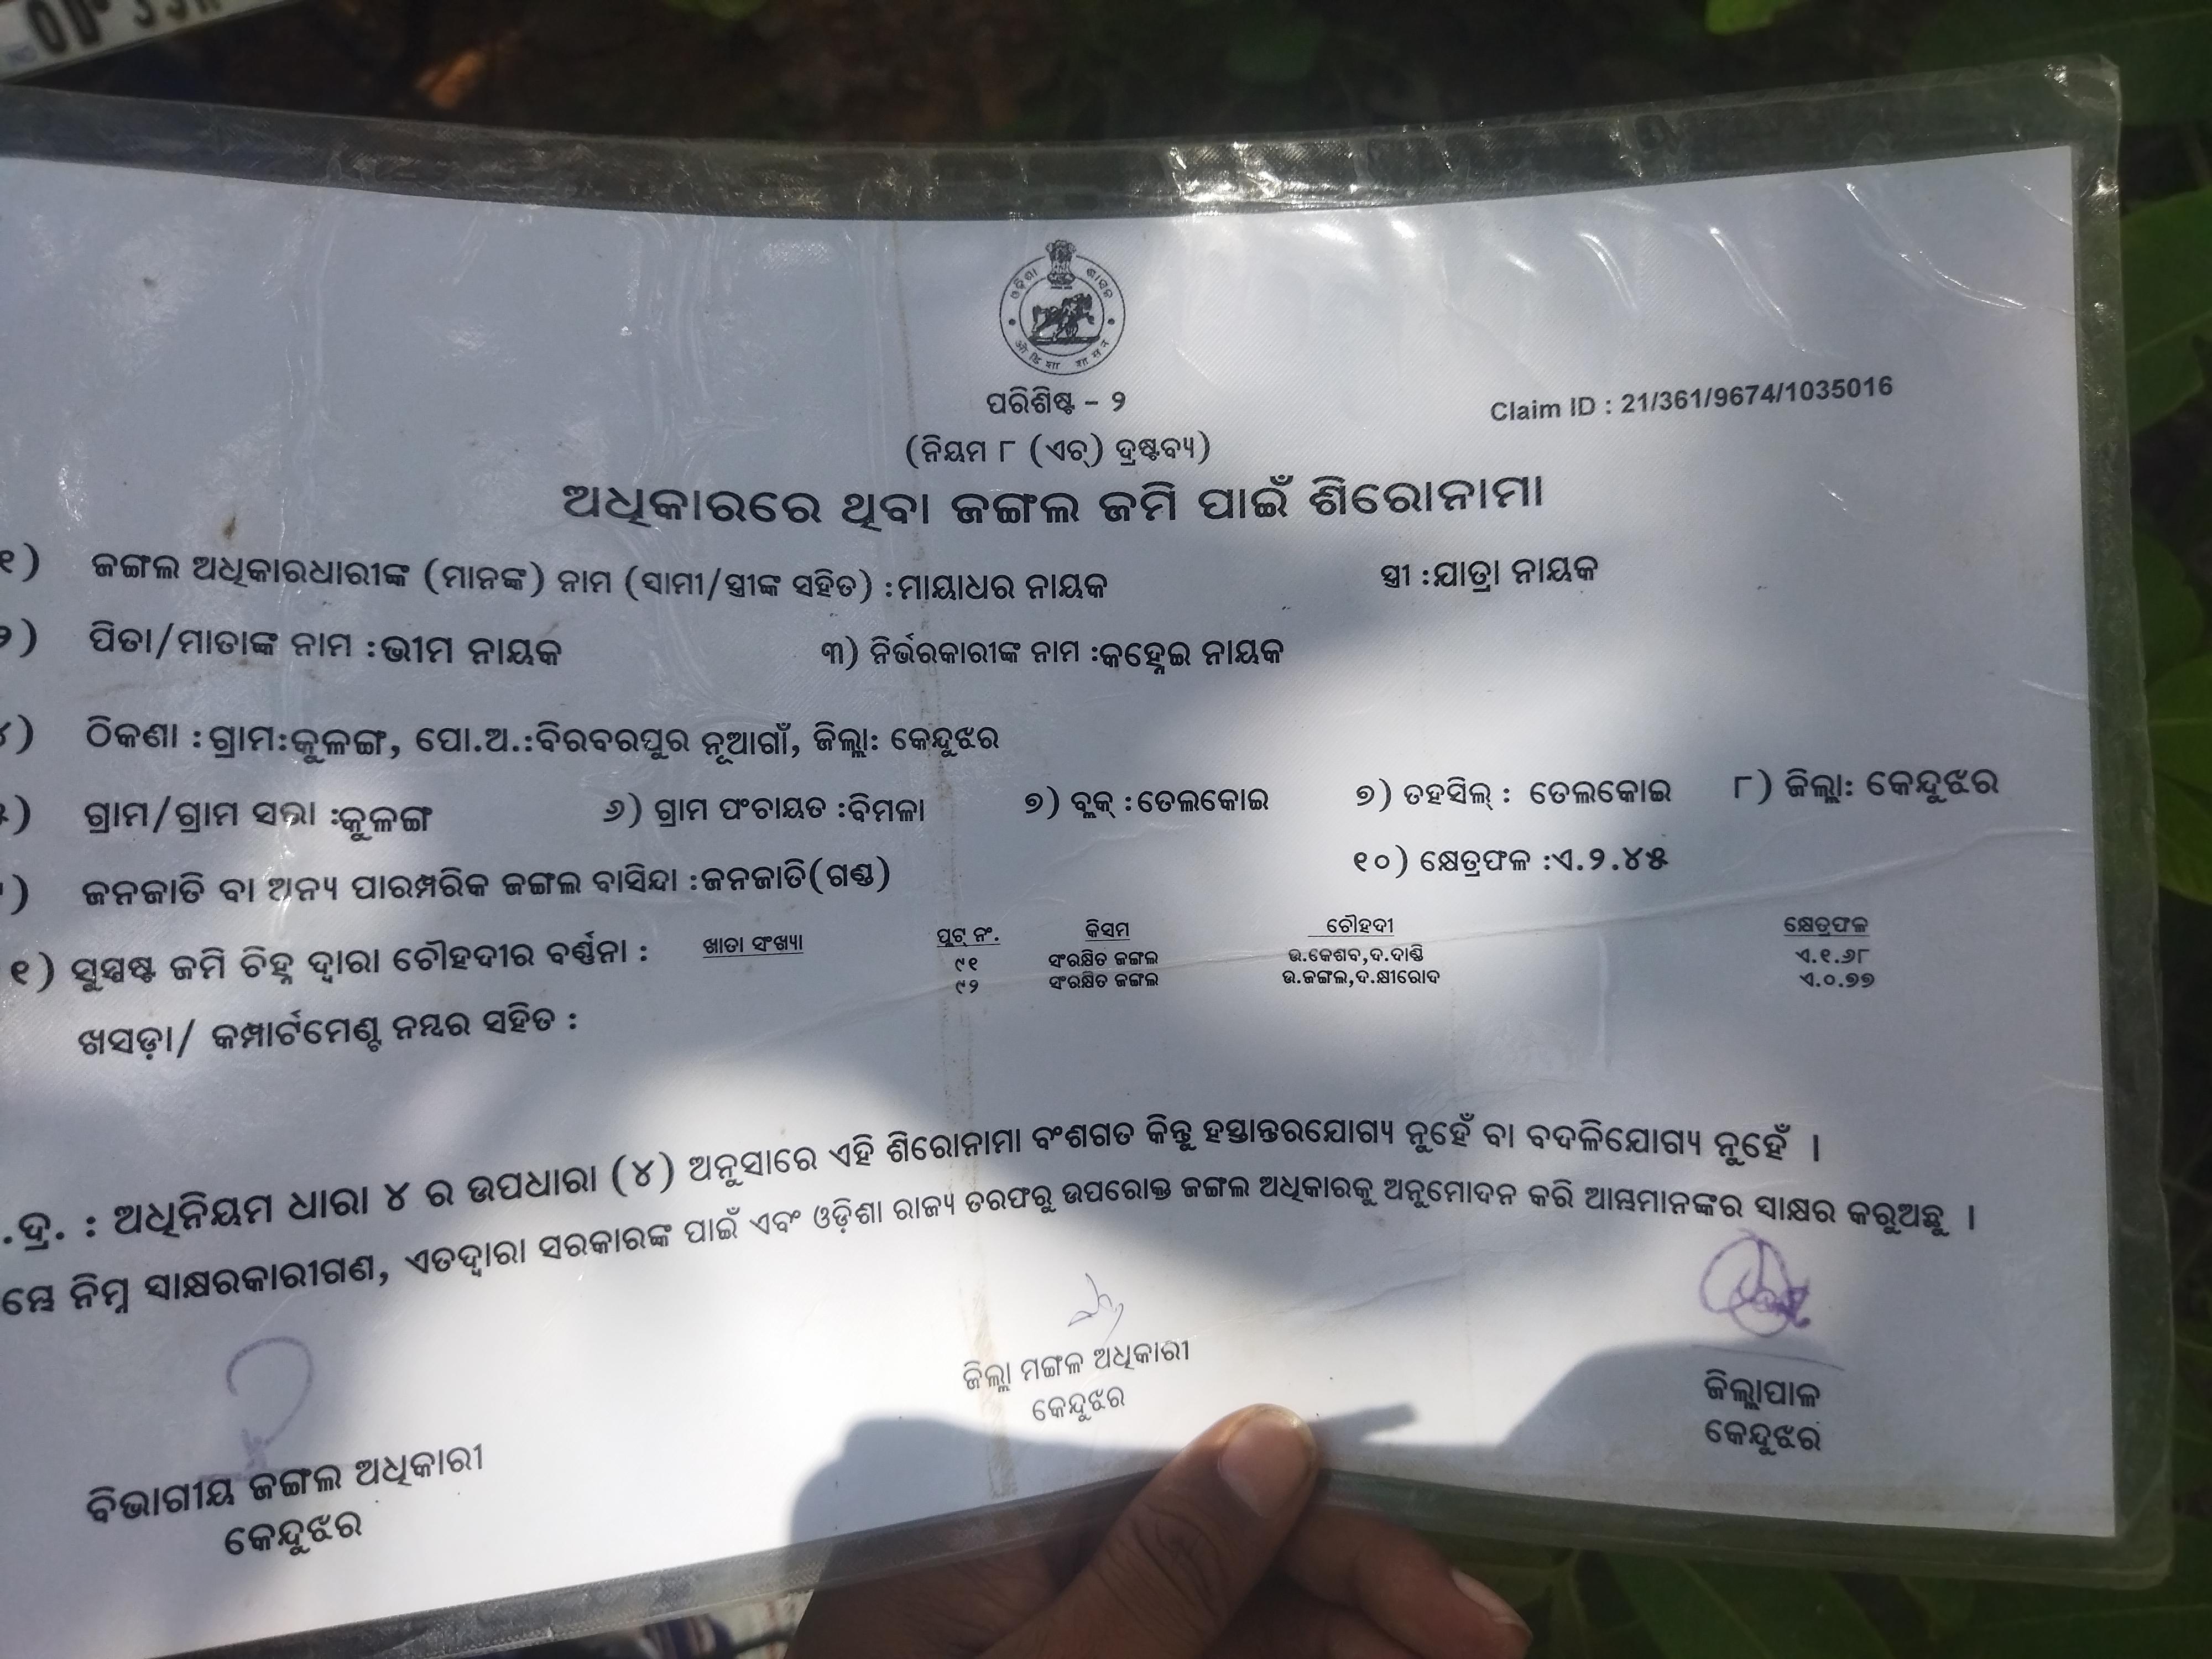 ଓଡ଼ିଶା ଶାସନ
ଓଡିଶା शासन
ପରିଶିଷ୍ଟ – ୨
Claim ID : 21/361/9674/1035016
(ନିୟମ ୮ (ଏଚ୍) ଦ୍ରଷ୍ଟବ୍ୟ)
ଅଧିକାରରେ ଥିବା ଜଙ୍ଗଲ ଜମି ପାଇଁ ଶିରୋନାମା
୧) ଜଙ୍ଗଲ ଅଧିକାରଧାରୀଙ୍କ (ମାନଙ୍କ) ନାମ (ସାମୀ/ସ୍ତ୍ରୀଙ୍କ ସହିତ) :ମାୟାଧର ନାୟକ ସ୍ତ୍ରୀ :ଯାତ୍ରା ନାୟକ
୨) ପିତା/ମାତାଙ୍କ ନାମ :ଭୀମ ନାୟକ ୩) ନିର୍ଭରକାରୀଙ୍କ ନାମ :କହ୍ନେଇ ନାୟକ
୪) ଠିକଣା :ଗ୍ରାମ:କୁଳଙ୍ଗ, ପୋ.ଅ.:ବିରବରପୁର ନୂଆଗାଁ, ଜିଲ୍ଲା: କେନ୍ଦୁଝର
୫) ଗ୍ରାମ/ଗ୍ରାମ ସଭା :କୁଳଙ୍ଗ ୬) ଗ୍ରାମ ପଂଚାୟତ :ବିମଳା ୭) ବ୍ଲକ୍ :ତେଲକୋଇ ୭) ତହସିଲ୍ : ତେଲକୋଇ ୮) ଜିଲ୍ଲା: କେନ୍ଦୁଝର
) ଜନଜାତି ବା ଅନ୍ୟ ପାରମ୍ପରିକ ଜଙ୍ଗଲ ବାସିନ୍ଦା :ଜନଜାତି(ଗଣ୍ଡ) ୧୦) କ୍ଷେତ୍ରଫଳ :ଏ.୨.୪୫
୧) ସୁସ୍ପଷ୍ଟ ଜମି ଚିହ୍ନ ଦ୍ୱାରା ଚୌହଦୀର ବର୍ଣ୍ଣନା : ଖାତା ସଂଖ୍ୟା ପ୍ଲଟ୍ ନଂ. କିସମ ଚୌହଦୀ କ୍ଷେତ୍ରଫଳ
୯୧ ସଂରକ୍ଷିତ ଜଙ୍ଗଲ ଉ.କେଶବ,ଦ.ଦାଣ୍ଡି ଏ.୧.୬୮
୯୨ ସଂରକ୍ଷିତ ଜଙ୍ଗଲ ଉ.ଜଙ୍ଗଲ,ଦ.କ୍ଷୀରୋଦ ଏ.୦.୭୭
ଖସଡ଼ା/ କମ୍ପାର୍ଟମେଣ୍ଟ ନମ୍ବର ସହିତ :
.ଦ୍ର. : ଅଧିନିୟମ ଧାରା ୪ ର ଉପଧାରା (୪) ଅନୁସାରେ ଏହି ଶିରୋନାମା ବଂଶଗତ କିନ୍ତୁ ହସ୍ତାନ୍ତରଯୋଗ୍ୟ ନୁହେଁ ବା ବଦଳିଯୋଗ୍ୟ ନୁହେଁ ।
ମ୍ଭେ ନିମ୍ନ ସାକ୍ଷରକାରୀଗଣ, ଏତଦ୍ୱାରା ସରକାରଙ୍କ ପାଇଁ ଏବଂ ଓଡ଼ିଶା ରାଜ୍ୟ ତରଫରୁ ଉପରୋକ୍ତ ଜଙ୍ଗଲ ଅଧିକାରକୁ ଅନୁମୋଦନ କରି ଆମ୍ଭମାନଙ୍କର ସାକ୍ଷର କରୁଅଛୁ ।
ବିଭାଗୀୟ ଜଙ୍ଗଲ ଅଧିକାରୀ
କେନ୍ଦୁଝର
ଜିଲ୍ଲା ମଙ୍ଗଳ ଅଧିକାରୀ
କେନ୍ଦୁଝର
ଜିଲ୍ଲାପାଳ
କେନ୍ଦୁଝର